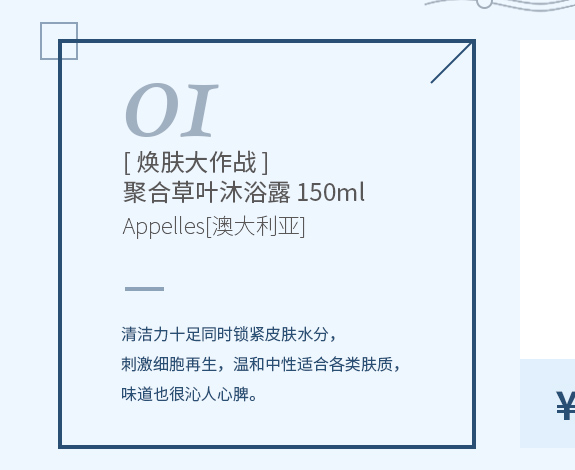 01
[ 焕肤大作战 ]
聚合草叶沐浴露 150ml
Appelles[澳大利亚]
清洁力十足同时锁紧皮肤水分，
刺激细胞再生，温和中性适合各类肤质，
味道也很沁人心脾。
¥